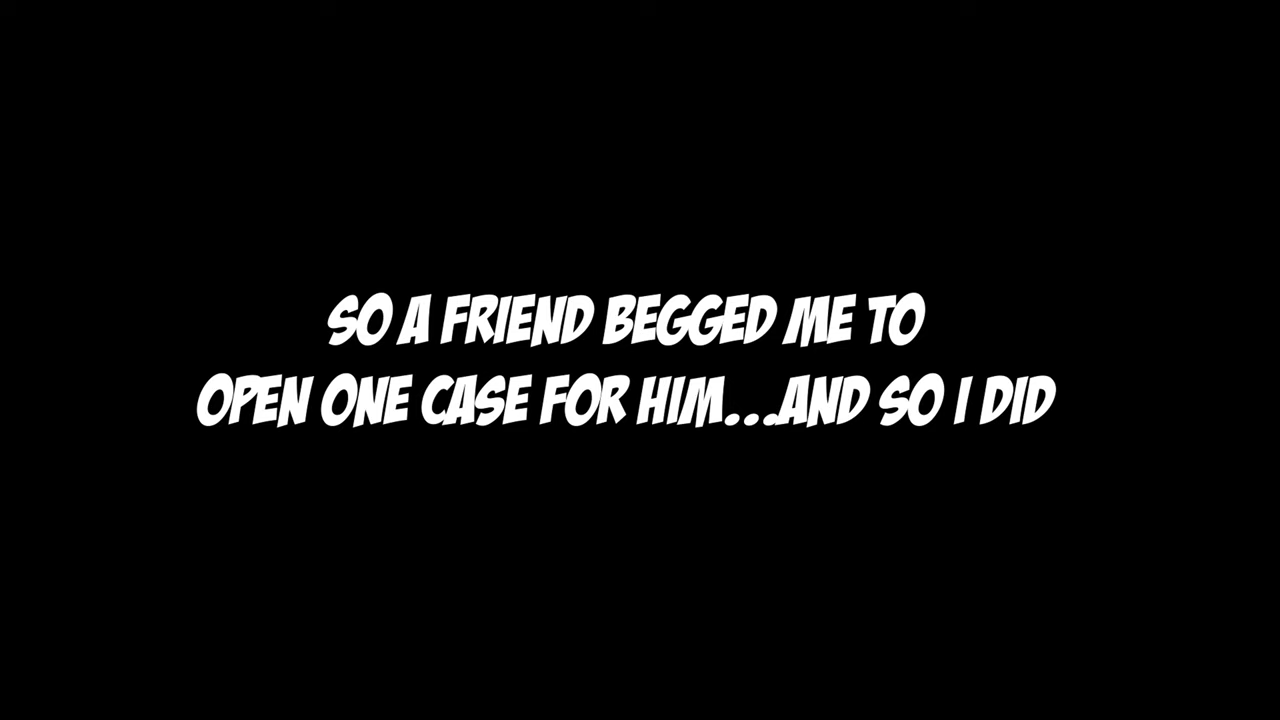 SO A FRIEND BEGGED ME TO
OPEN ONE CASE FOR HIM...AND SO I DID